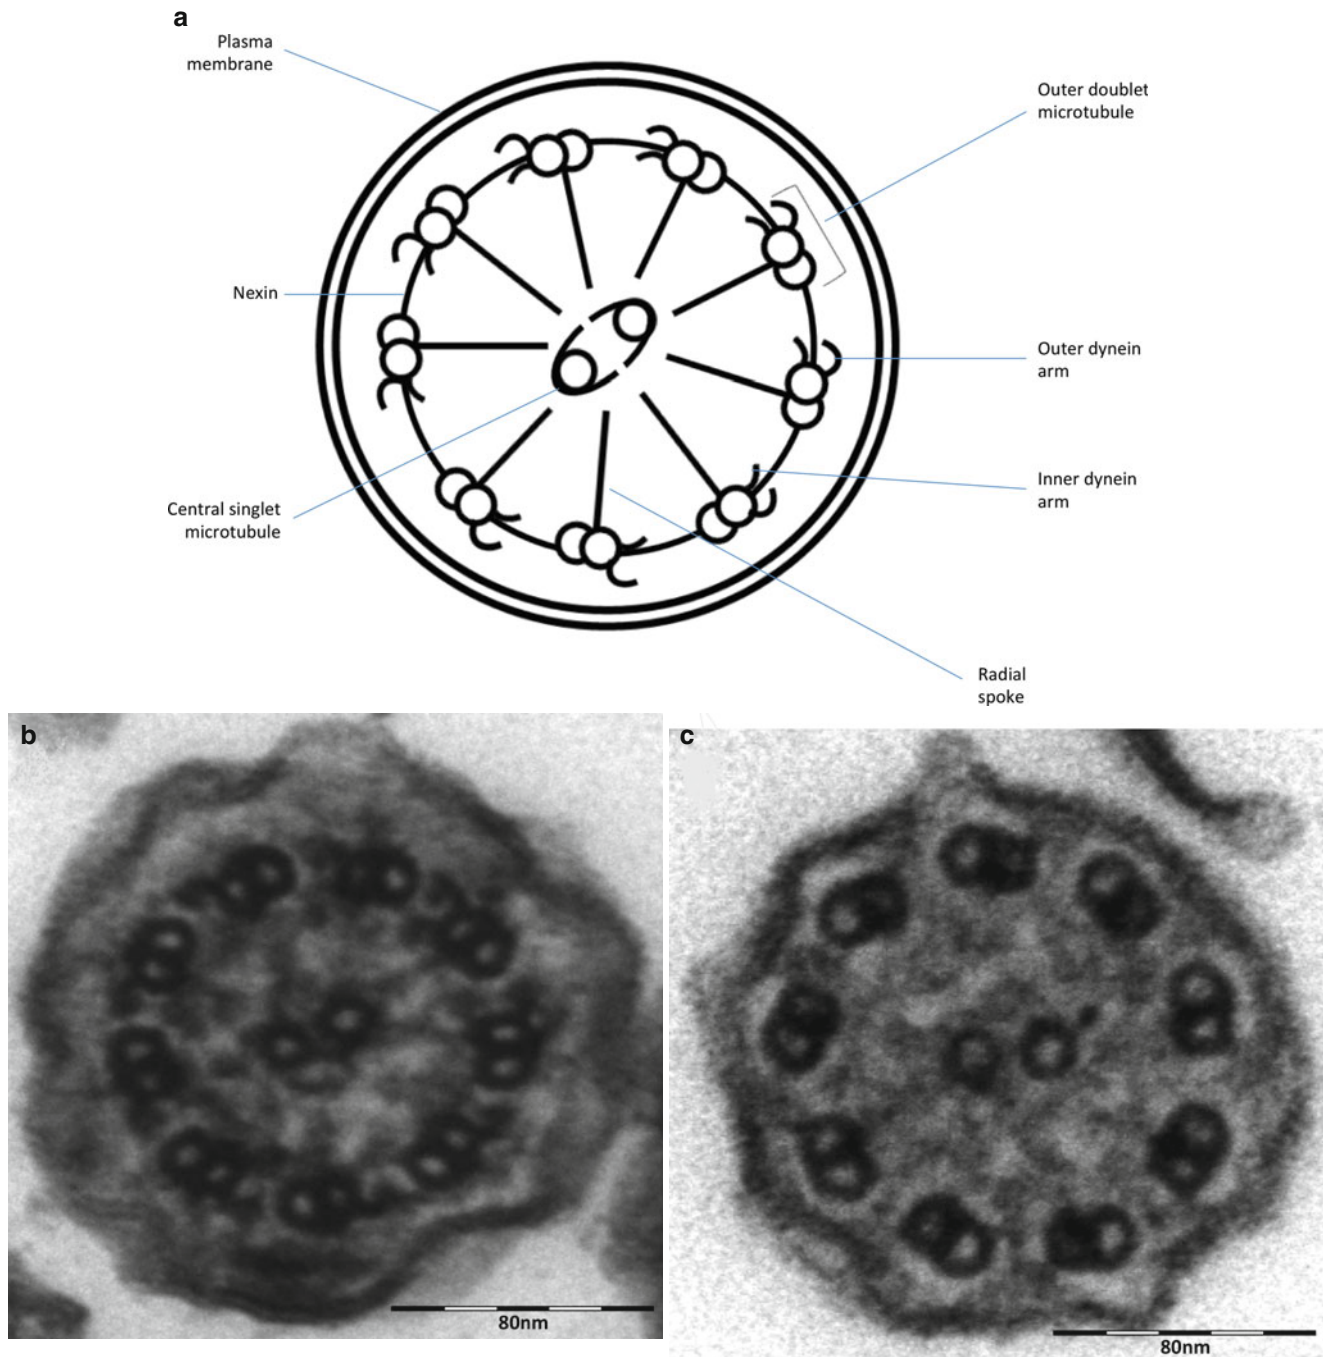 a
Plasma
membrane
Outer doublet
microtubule
Nexin
Outer dynein
arm
Inner dynein
arm
Central singlet
microtubule
Radial
spoke
b
80nm
c
80nm